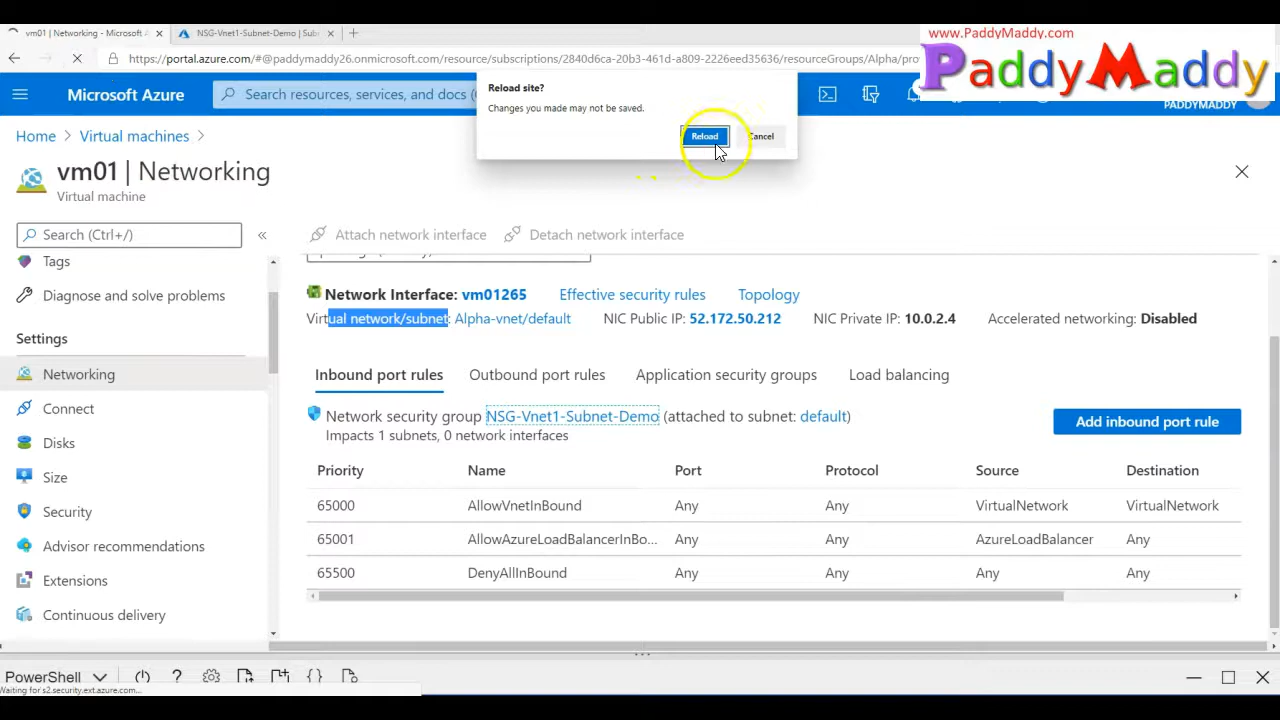 vm01 | Networking - Microsoft A
NSG-Vnet1-Subnet-Demo | Sub
www.PaddyMaddy.com
PaddyMaddy
https://portal.azure.com/#@paddymaddy26.onmicrosoft.com/resource/subscriptions/2840d6ca-20b3-461d-a809-2226eed35636/resourceGroups/Alpha/pro
Microsoft Azure
Search resources, services, and docs
PADDYMADDY
Reload site?
Changes you made may not be saved.
Reload
Cancel
Home
Virtual machines
vm01 | Networking
Virtual machine
Search (Ctrl+/)
Attach network interface
Detach network interface
Tags
Diagnose and solve problems
Settings
Networking
Connect
Disks
Size
Security
Advisor recommendations
Extensions
Continuous delivery
Network Interface: vm01265 Effective security rules Topology
Virtual network/subnet: Alpha-vnet/default NIC Public IP: 52.172.50.212 NIC Private IP: 10.0.2.4 Accelerated networking: Disabled
Inbound port rules Outbound port rules Application security groups Load balancing
Network security group NSG-Vnet1-Subnet-Demo (attached to subnet: default)
Impacts 1 subnets, 0 network interfaces
Add inbound port rule
Priority Name Port Protocol Source Destination
65000 AllowVnetInBound Any Any VirtualNetwork VirtualNetwork
65001 AllowAzureLoadBalancerInBo... Any Any AzureLoadBalancer Any
65500 DenyAllInBound Any Any Any Any
PowerShell
Waiting for s2.security.ext.azure.com...